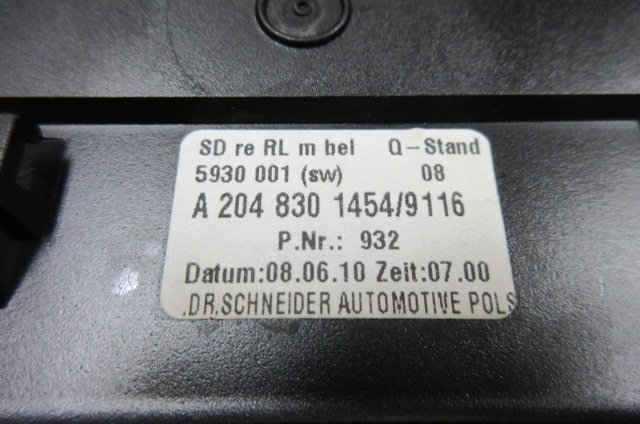 SD re RL m bel Q-Stand
5930 001 (sw) 08
A 204 830 1454/9116
P.Nr.: 932
Datum:08.06.10 Zeit:07.00
.DR.SCHNEIDER AUTOMOTIVE POLS